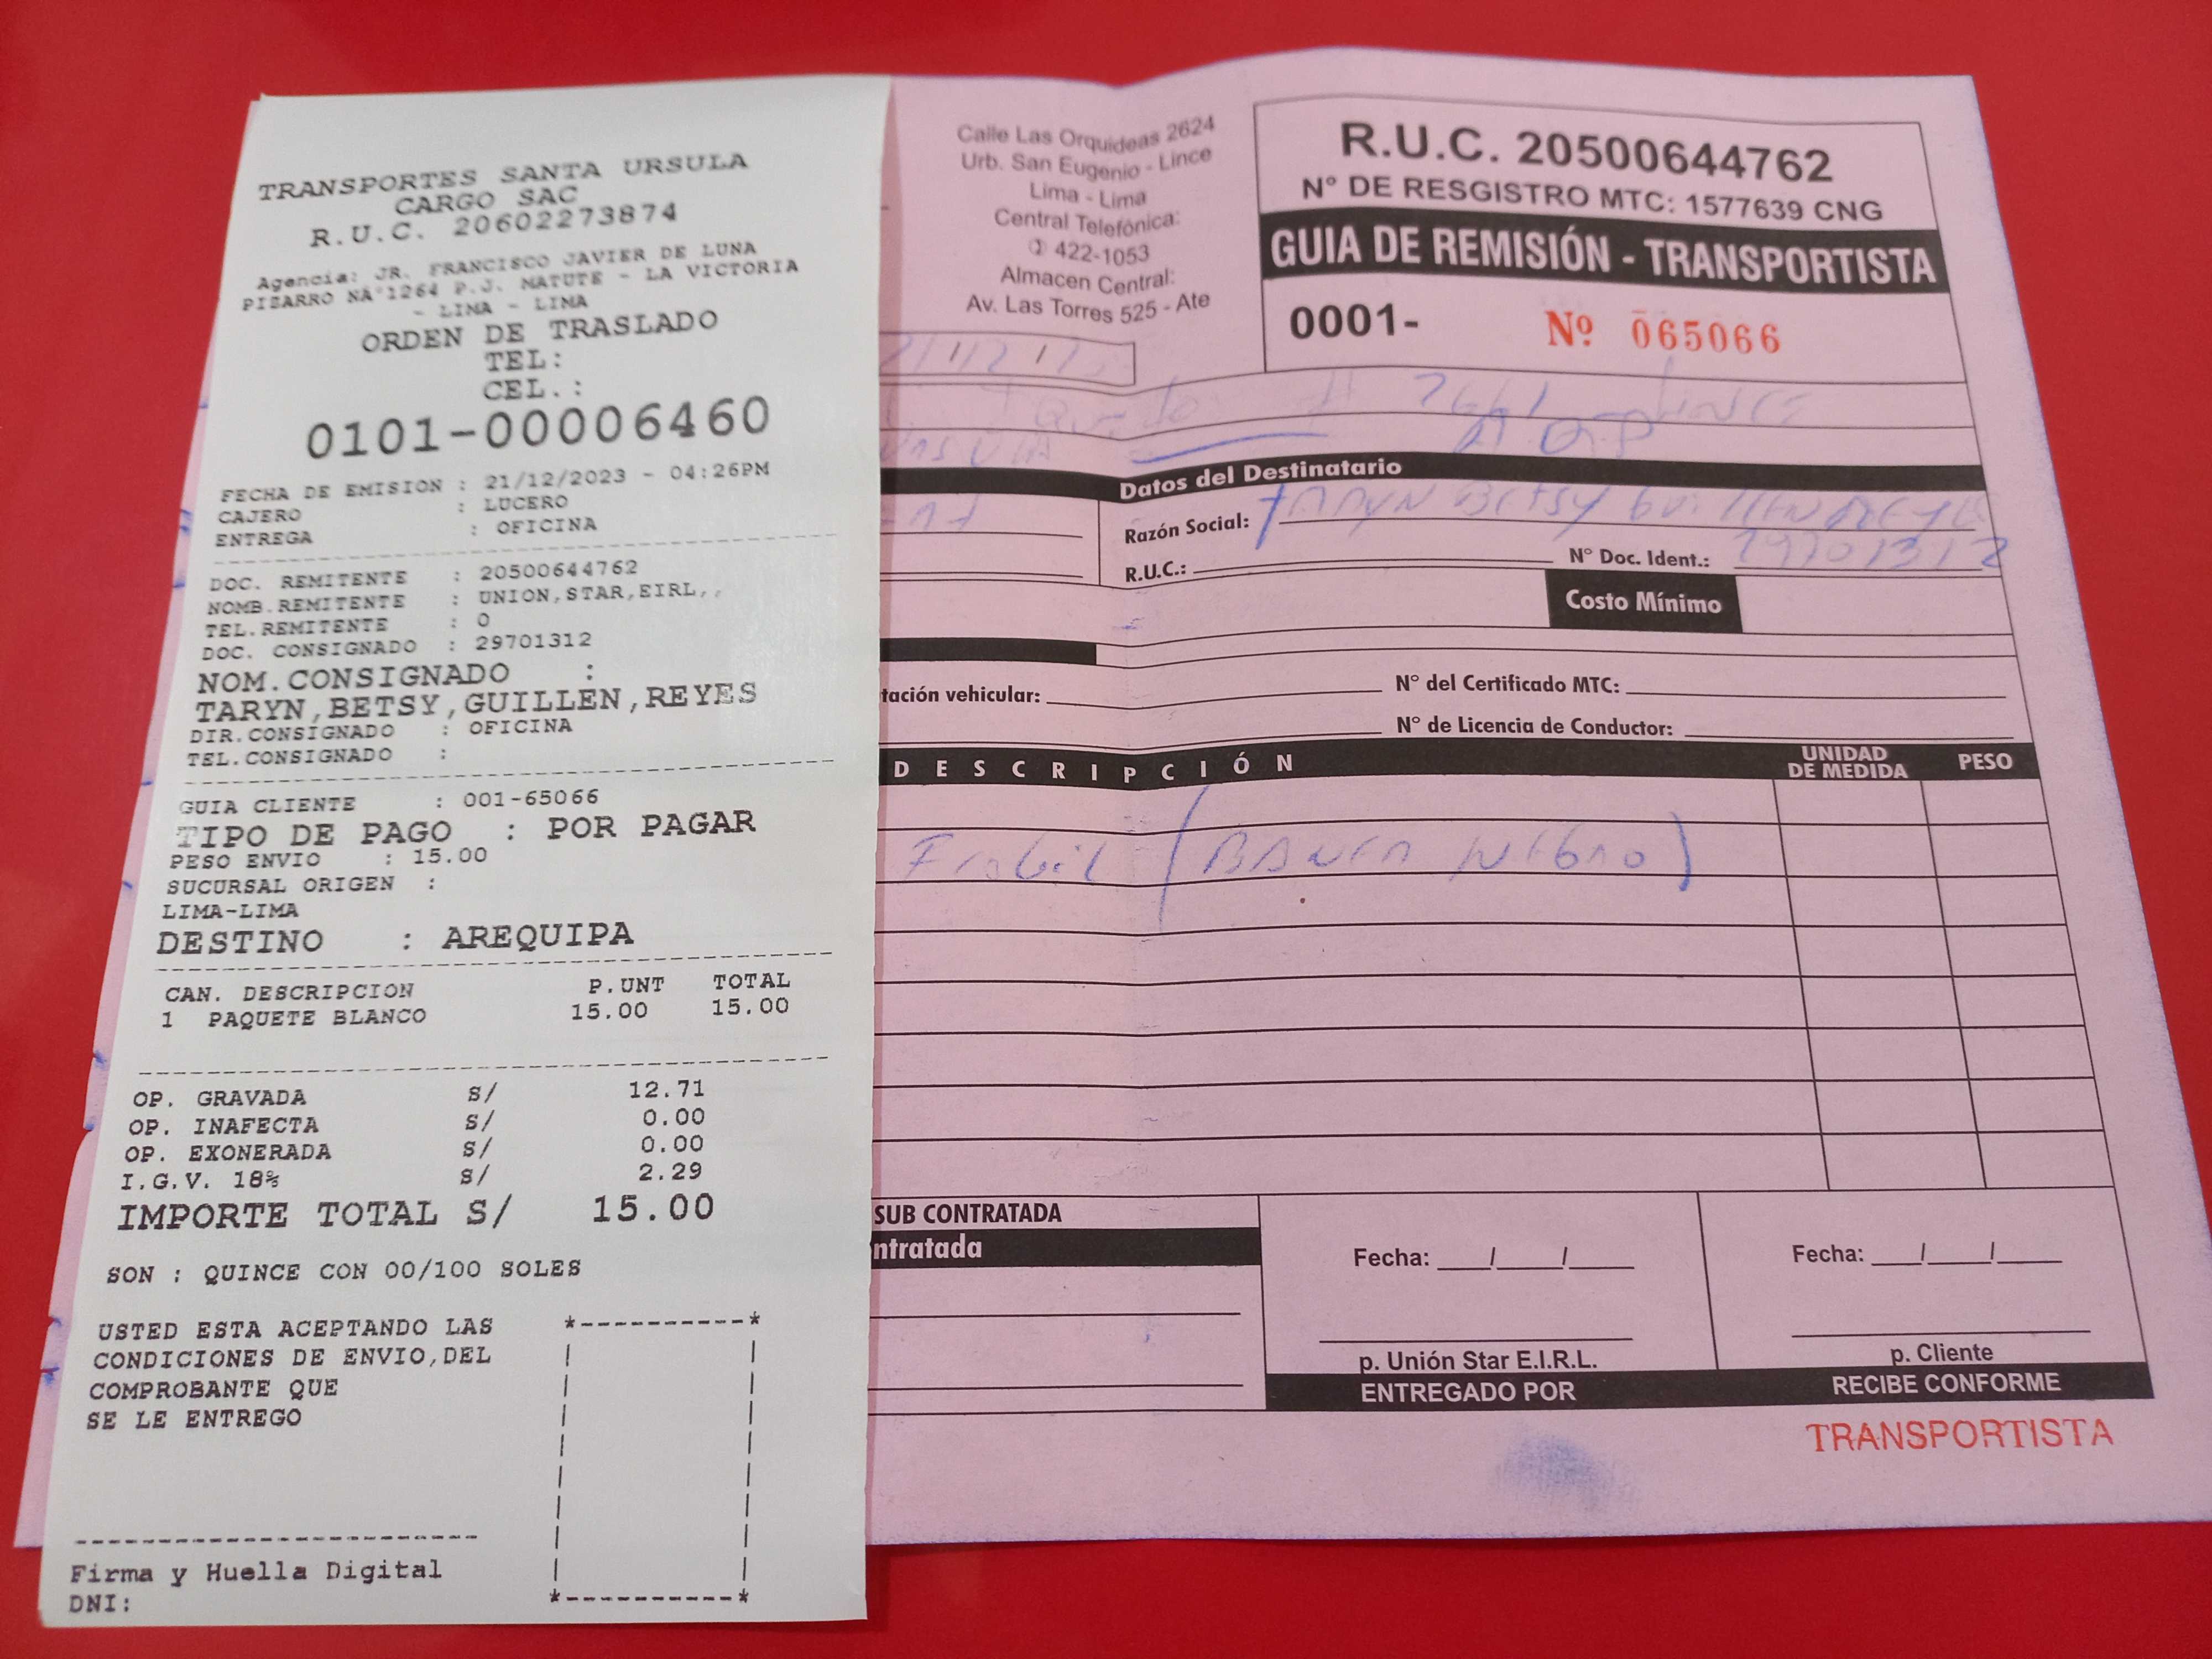 TRANSPORTES SANTA URSULA
CARGO SAC
R.U.C. 20602273874
Agencia: JR. FRANCISCO JAVIER DE LUNA
PIZARRO NA°1264 P.J. MATUTE - LA VICTORIA
- LIMA - LIMA
ORDEN DE TRASLADO
TEL:
CEL.:
0101-00006460
FECHA DE EMISION : 21/12/2023 - 04:26PM
CAJERO : LUCERO
ENTREGA : OFICINA
DOC. REMITENTE : 20500644762
NOMB.REMITENTE : UNION,STAR,EIRL,,
TEL.REMITENTE : 0
DOC. CONSIGNADO : 29701312
NOM.CONSIGNADO :
TARYN,BETSY,GUILLEN,REYES
DIR.CONSIGNADO : OFICINA
TEL.CONSIGNADO :
GUIA CLIENTE : 001-65066
TIPO DE PAGO : POR PAGAR
PESO ENVIO : 15.00
SUCURSAL ORIGEN :
LIMA-LIMA
DESTINO : AREQUIPA
CAN. DESCRIPCION P.UNT TOTAL
1 PAQUETE BLANCO 15.00 15.00
OP. GRAVADA S/ 12.71
OP. INAFECTA S/ 0.00
OP. EXONERADA S/ 0.00
I.G.V. 18% S/ 2.29
IMPORTE TOTAL S/ 15.00
SON : QUINCE CON 00/100 SOLES
USTED ESTA ACEPTANDO LAS
CONDICIONES DE ENVIO,DEL
COMPROBANTE QUE
SE LE ENTREGO
Firma y Huella Digital
DNI:
Calle Las Orquideas 2624
Urb. San Eugenio - Lince
Lima - Lima
Central Telefónica:
422-1053
Almacen Central:
Av. Las Torres 525 - Ate
R.U.C. 20500644762
N° DE RESGISTRO MTC: 1577639 CNG
GUIA DE REMISIÓN - TRANSPORTISTA
0001- Nº 065066
Datos del Destinatario
Razón Social: TARYN BETSY GUILLEN REYES
R.U.C.: N° Doc. Ident.: 29701312
Costo Mínimo
tación vehicular: N° del Certificado MTC:
N° de Licencia de Conductor:
DESCRIPCIÓN UNIDAD DE MEDIDA PESO
SUB CONTRATADA
ntratada
Fecha: / /
p. Unión Star E.I.R.L.
ENTREGADO POR
Fecha: / /
p. Cliente
RECIBE CONFORME
TRANSPORTISTA